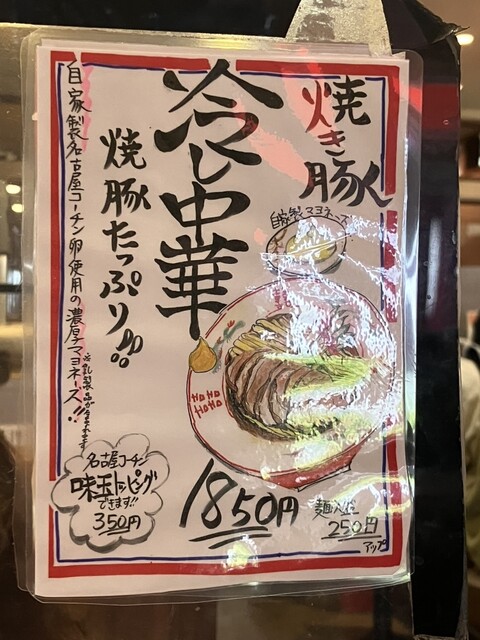 焼き豚
冷し中華
焼豚たっぷり!!!
自家製マヨネーズ
自家製名古屋コーチン卵使用の濃厚マヨネーズ!!
名古屋コーチン
味玉トッピング
できます!!
350円
1850円
250円
アップ